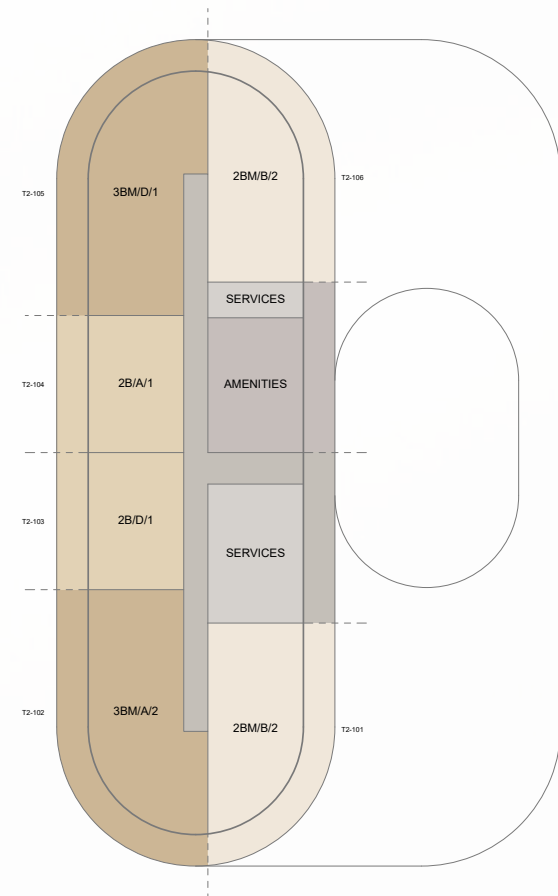 2BM/B/2
T2-106
3BM/D/1
T2-105
SERVICES
2B/A/1
AMENITIES
T2-104
2B/D/1
T2-103
SERVICES
3BM/A/2
T2-102
2BM/B/2
T2-101